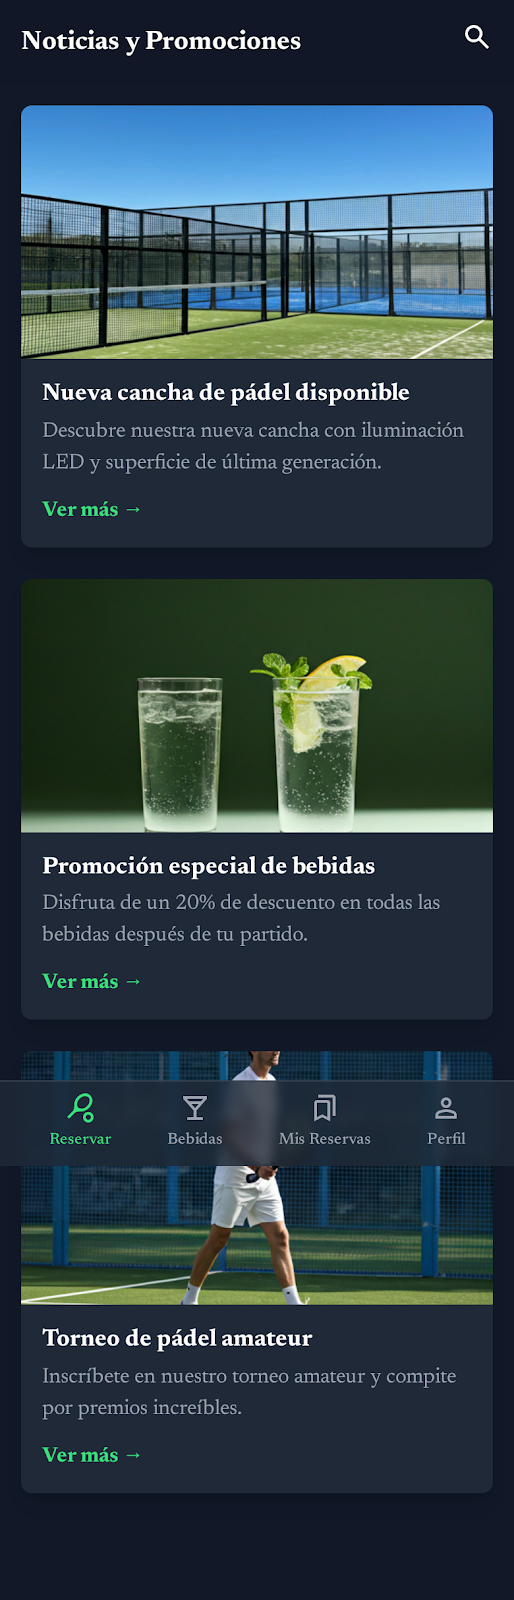 Noticias y Promociones
Nueva cancha de pádel disponible
Descubre nuestra nueva cancha con iluminación
LED y superficie de última generación.
Ver más →
Promoción especial de bebidas
Disfruta de un 20% de descuento en todas las
bebidas después de tu partido.
Ver más →
Reservar Bebidas Mis Reservas Perfil
Torneo de pádel amateur
Inscríbete en nuestro torneo amateur y compite
por premios increíbles.
Ver más →